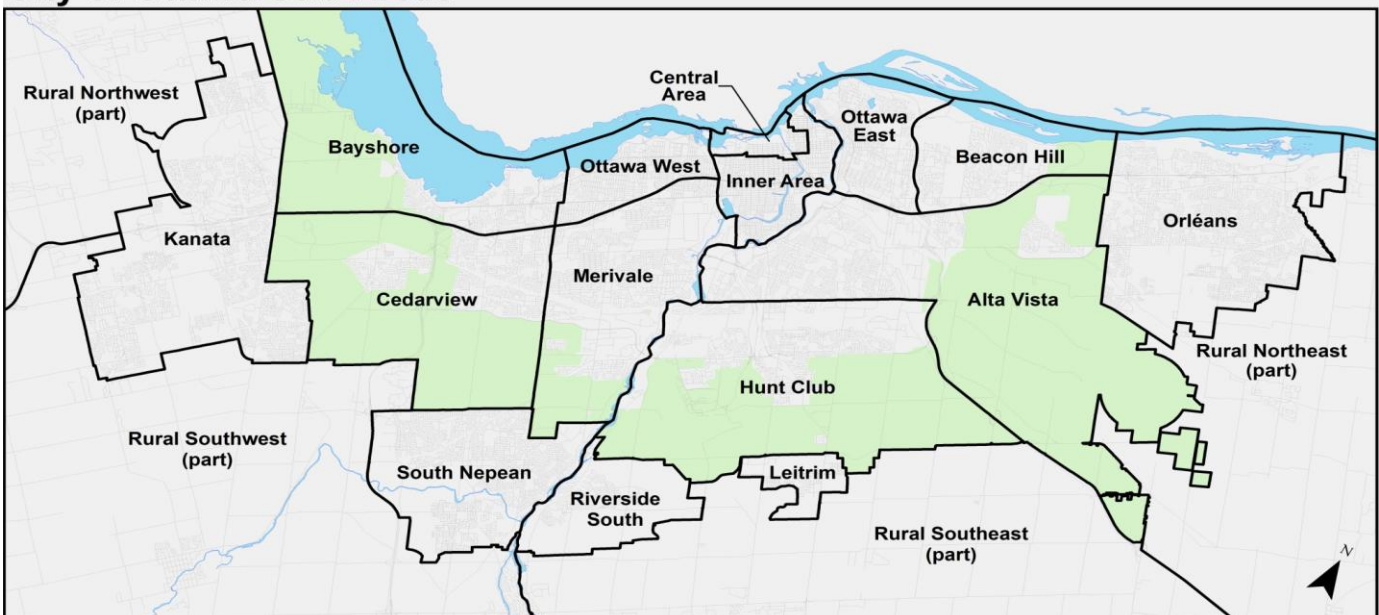 Rural Northwest
(part)
Central
Area
Ottawa
East
Bayshore
Ottawa West
Beacon Hill
Inner Area
Orléans
Kanata
Merivale
Cedarview
Alta Vista
Rural Northeast
(part)
Hunt Club
Rural Southwest
(part)
South Nepean
Leitrim
Riverside
South
Rural Southeast
(part)
N